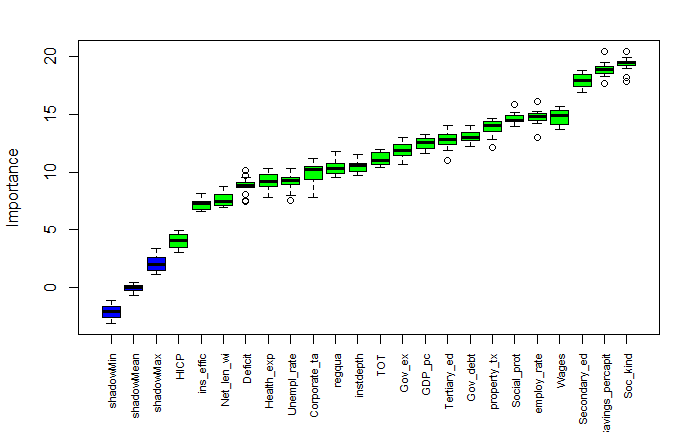 Importance
20
15
10
5
0
shadowMin
shadowMean
shadowMax
HICP
ins_effic
Net_len_wi
Deficit
Health_exp
Unempl_rate
Corporate_ta
regqua
instdepth
TOT
Gov_ex
GDP_pc
Tertiary_ed
Gov_debt
property_tx
Social_prot
employ_rate
Wages
Secondary_ed
Savings_percapit
Soc_kind